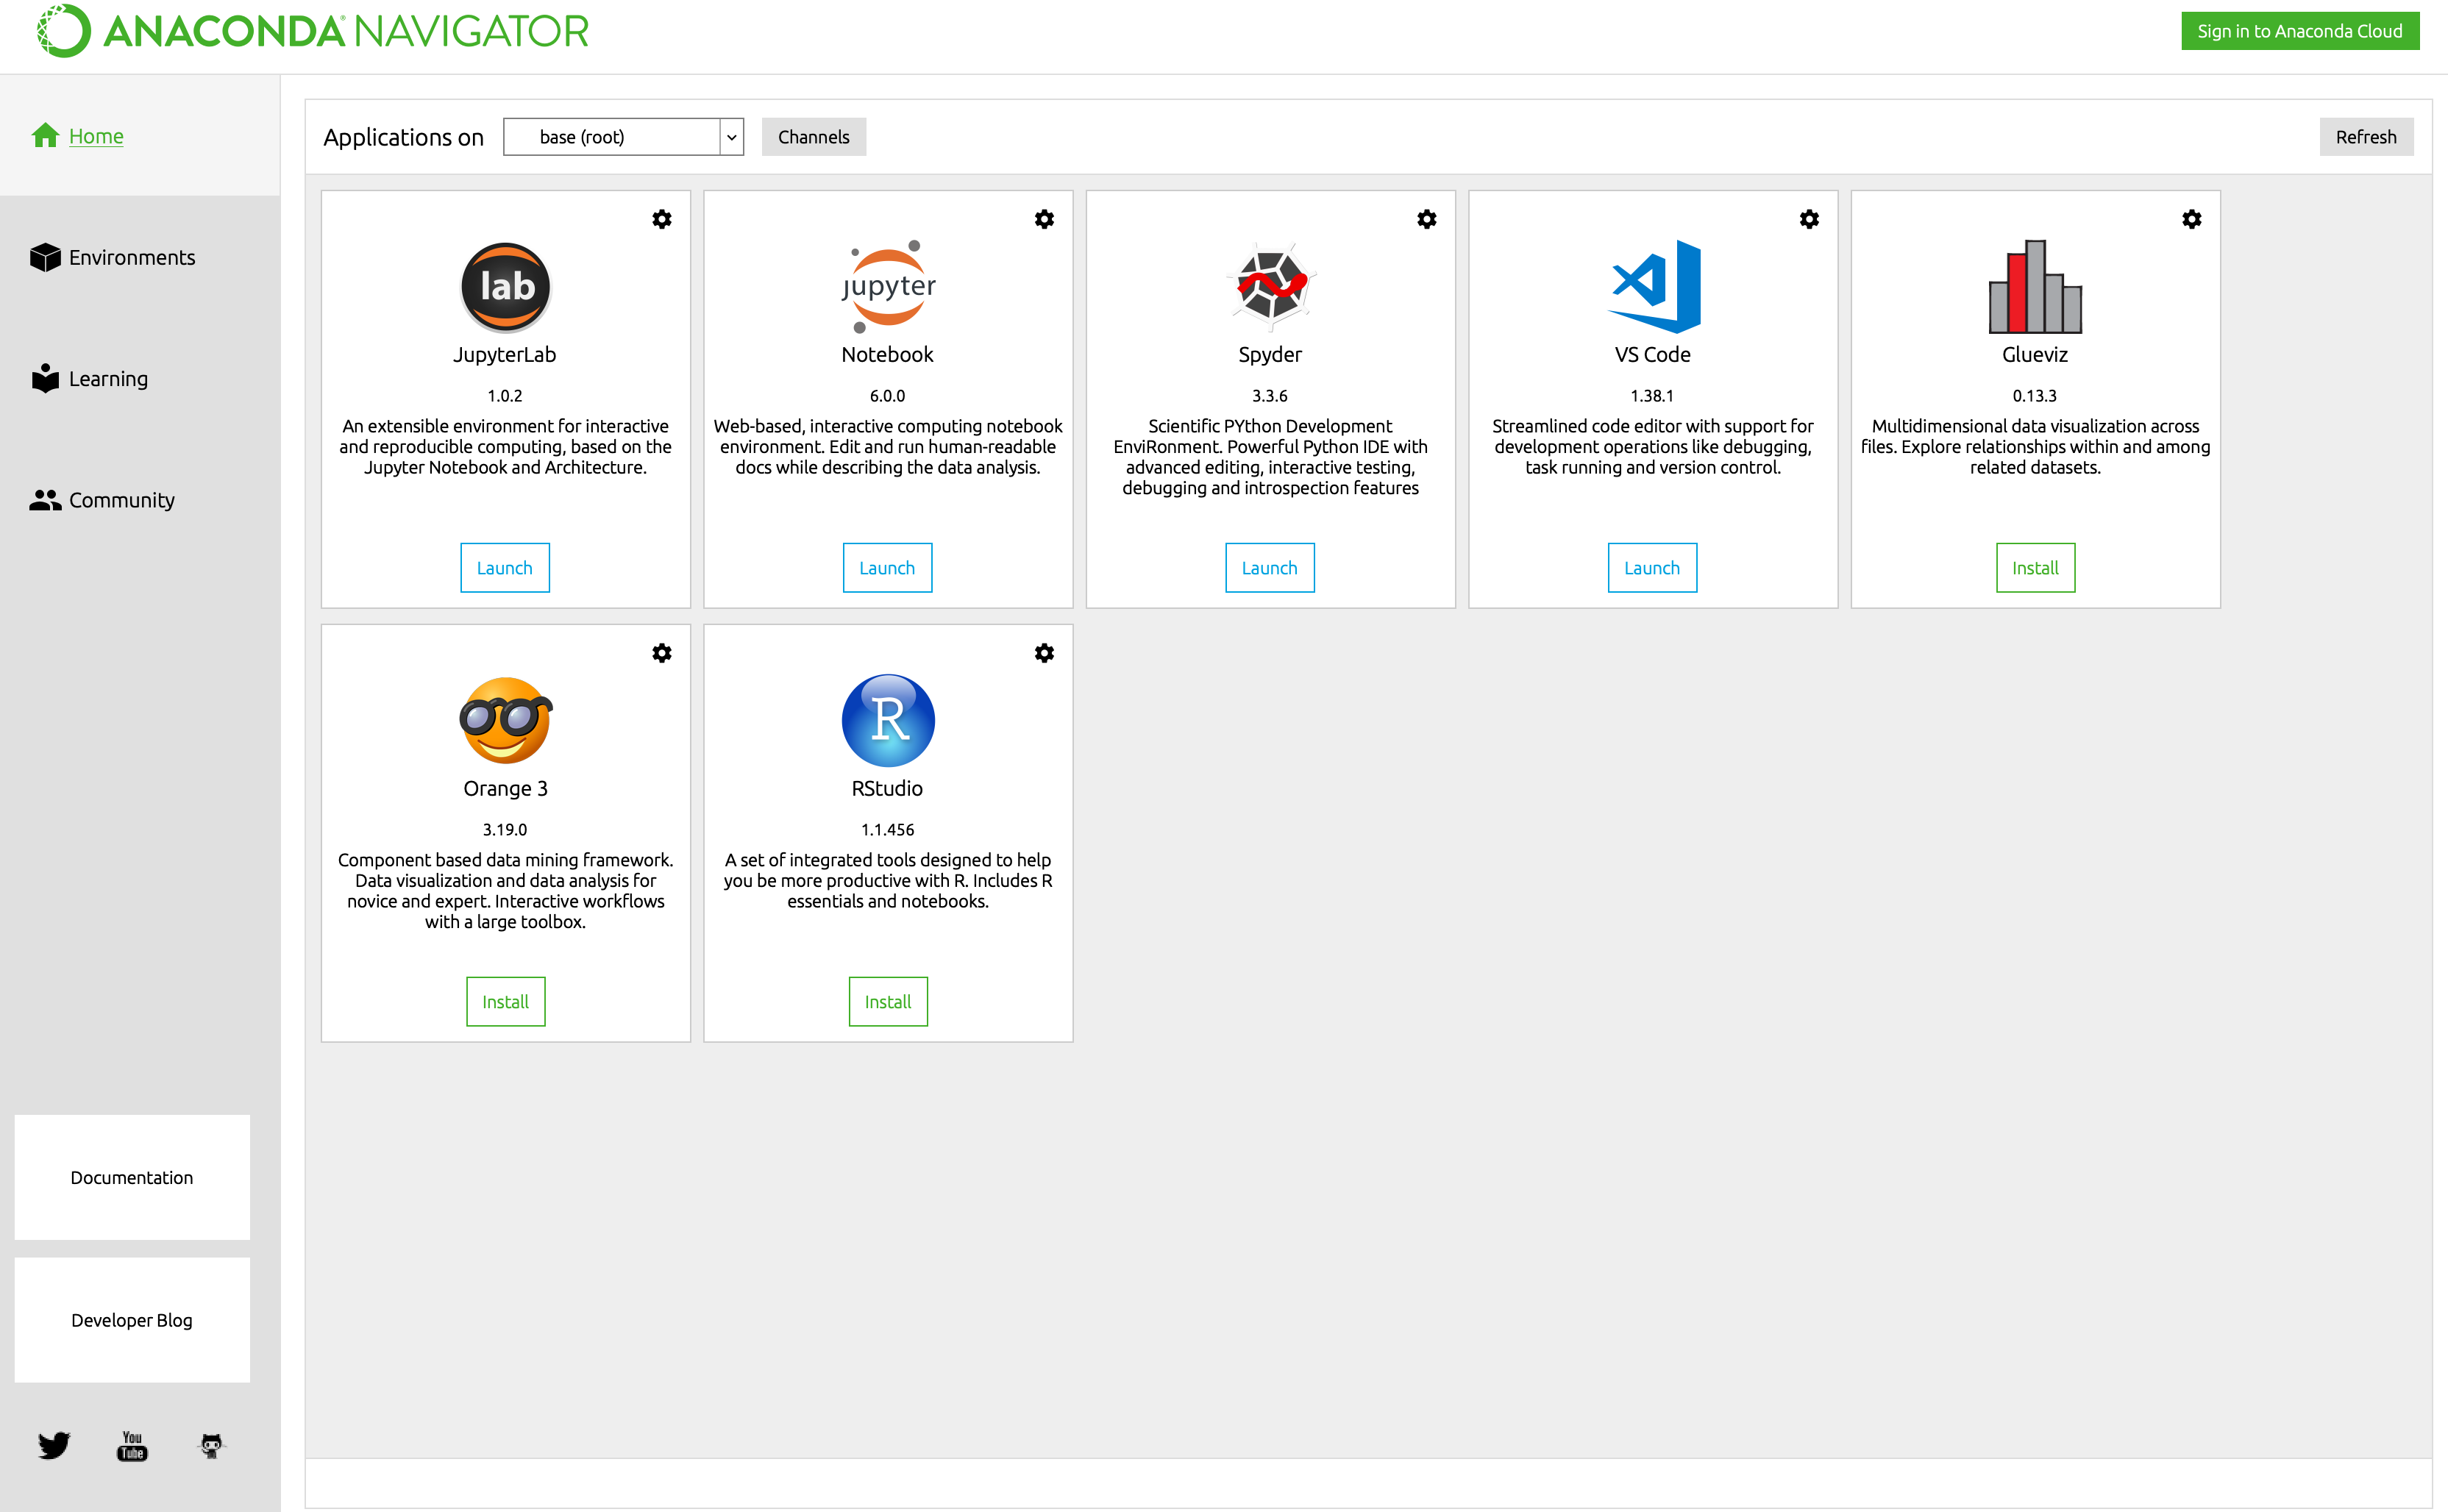 ANACONDA® NAVIGATOR
Sign in to Anaconda Cloud
Home
Environments
Learning
Community
Documentation
Developer Blog
You
Tube
Applications on
base (root)
Channels
Refresh
lab
JupyterLab
1.0.2
An extensible environment for interactive
and reproducible computing, based on the
Jupyter Notebook and Architecture.
Launch
jupyter
Notebook
6.0.0
Web-based, interactive computing notebook
environment. Edit and run human-readable
docs while describing the data analysis.
Launch
Spyder
3.3.6
Scientific PYthon Development
EnviRonment. Powerful Python IDE with
advanced editing, interactive testing,
debugging and introspection features
Launch
VS Code
1.38.1
Streamlined code editor with support for
development operations like debugging,
task running and version control.
Launch
Glueviz
0.13.3
Multidimensional data visualization across
files. Explore relationships within and among
related datasets.
Install
Orange 3
3.19.0
Component based data mining framework.
Data visualization and data analysis for
novice and expert. Interactive workflows
with a large toolbox.
Install
R
RStudio
1.1.456
A set of integrated tools designed to help
you be more productive with R. Includes R
essentials and notebooks.
Install